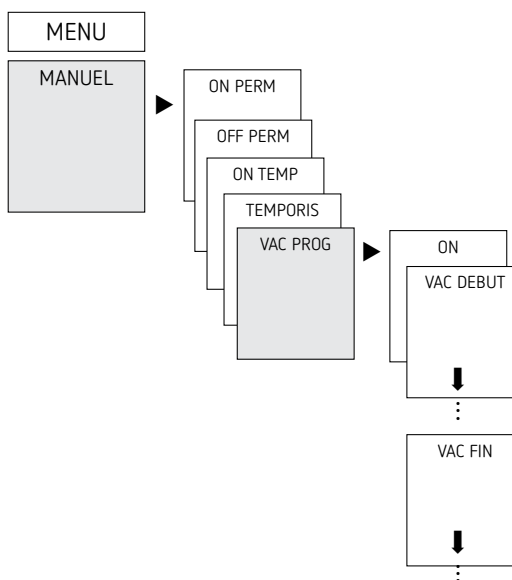 MENU
MANUEL
ON PERM
OFF PERM
ON TEMP
TEMPORIS
VAC PROG
ON
VAC DEBUT
VAC FIN